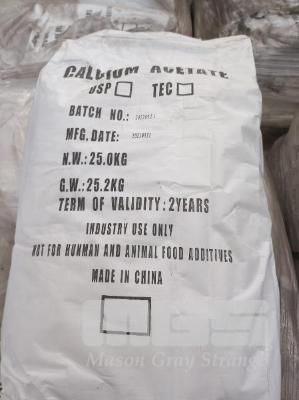 CALCIUM ACETATE
USP TEC
BATCH NO.:
MFG, DATE:
N.W.: 25.0KG
G.W.: 25.2KG
TERM OF VALIDITY: 2YEARS
INDUSTRY USE ONLY
NOT FOR HUNMAN AND ANIMAL FOOD ADDITIVES
MADE IN CHINA
MGS
Mason Gray Strange